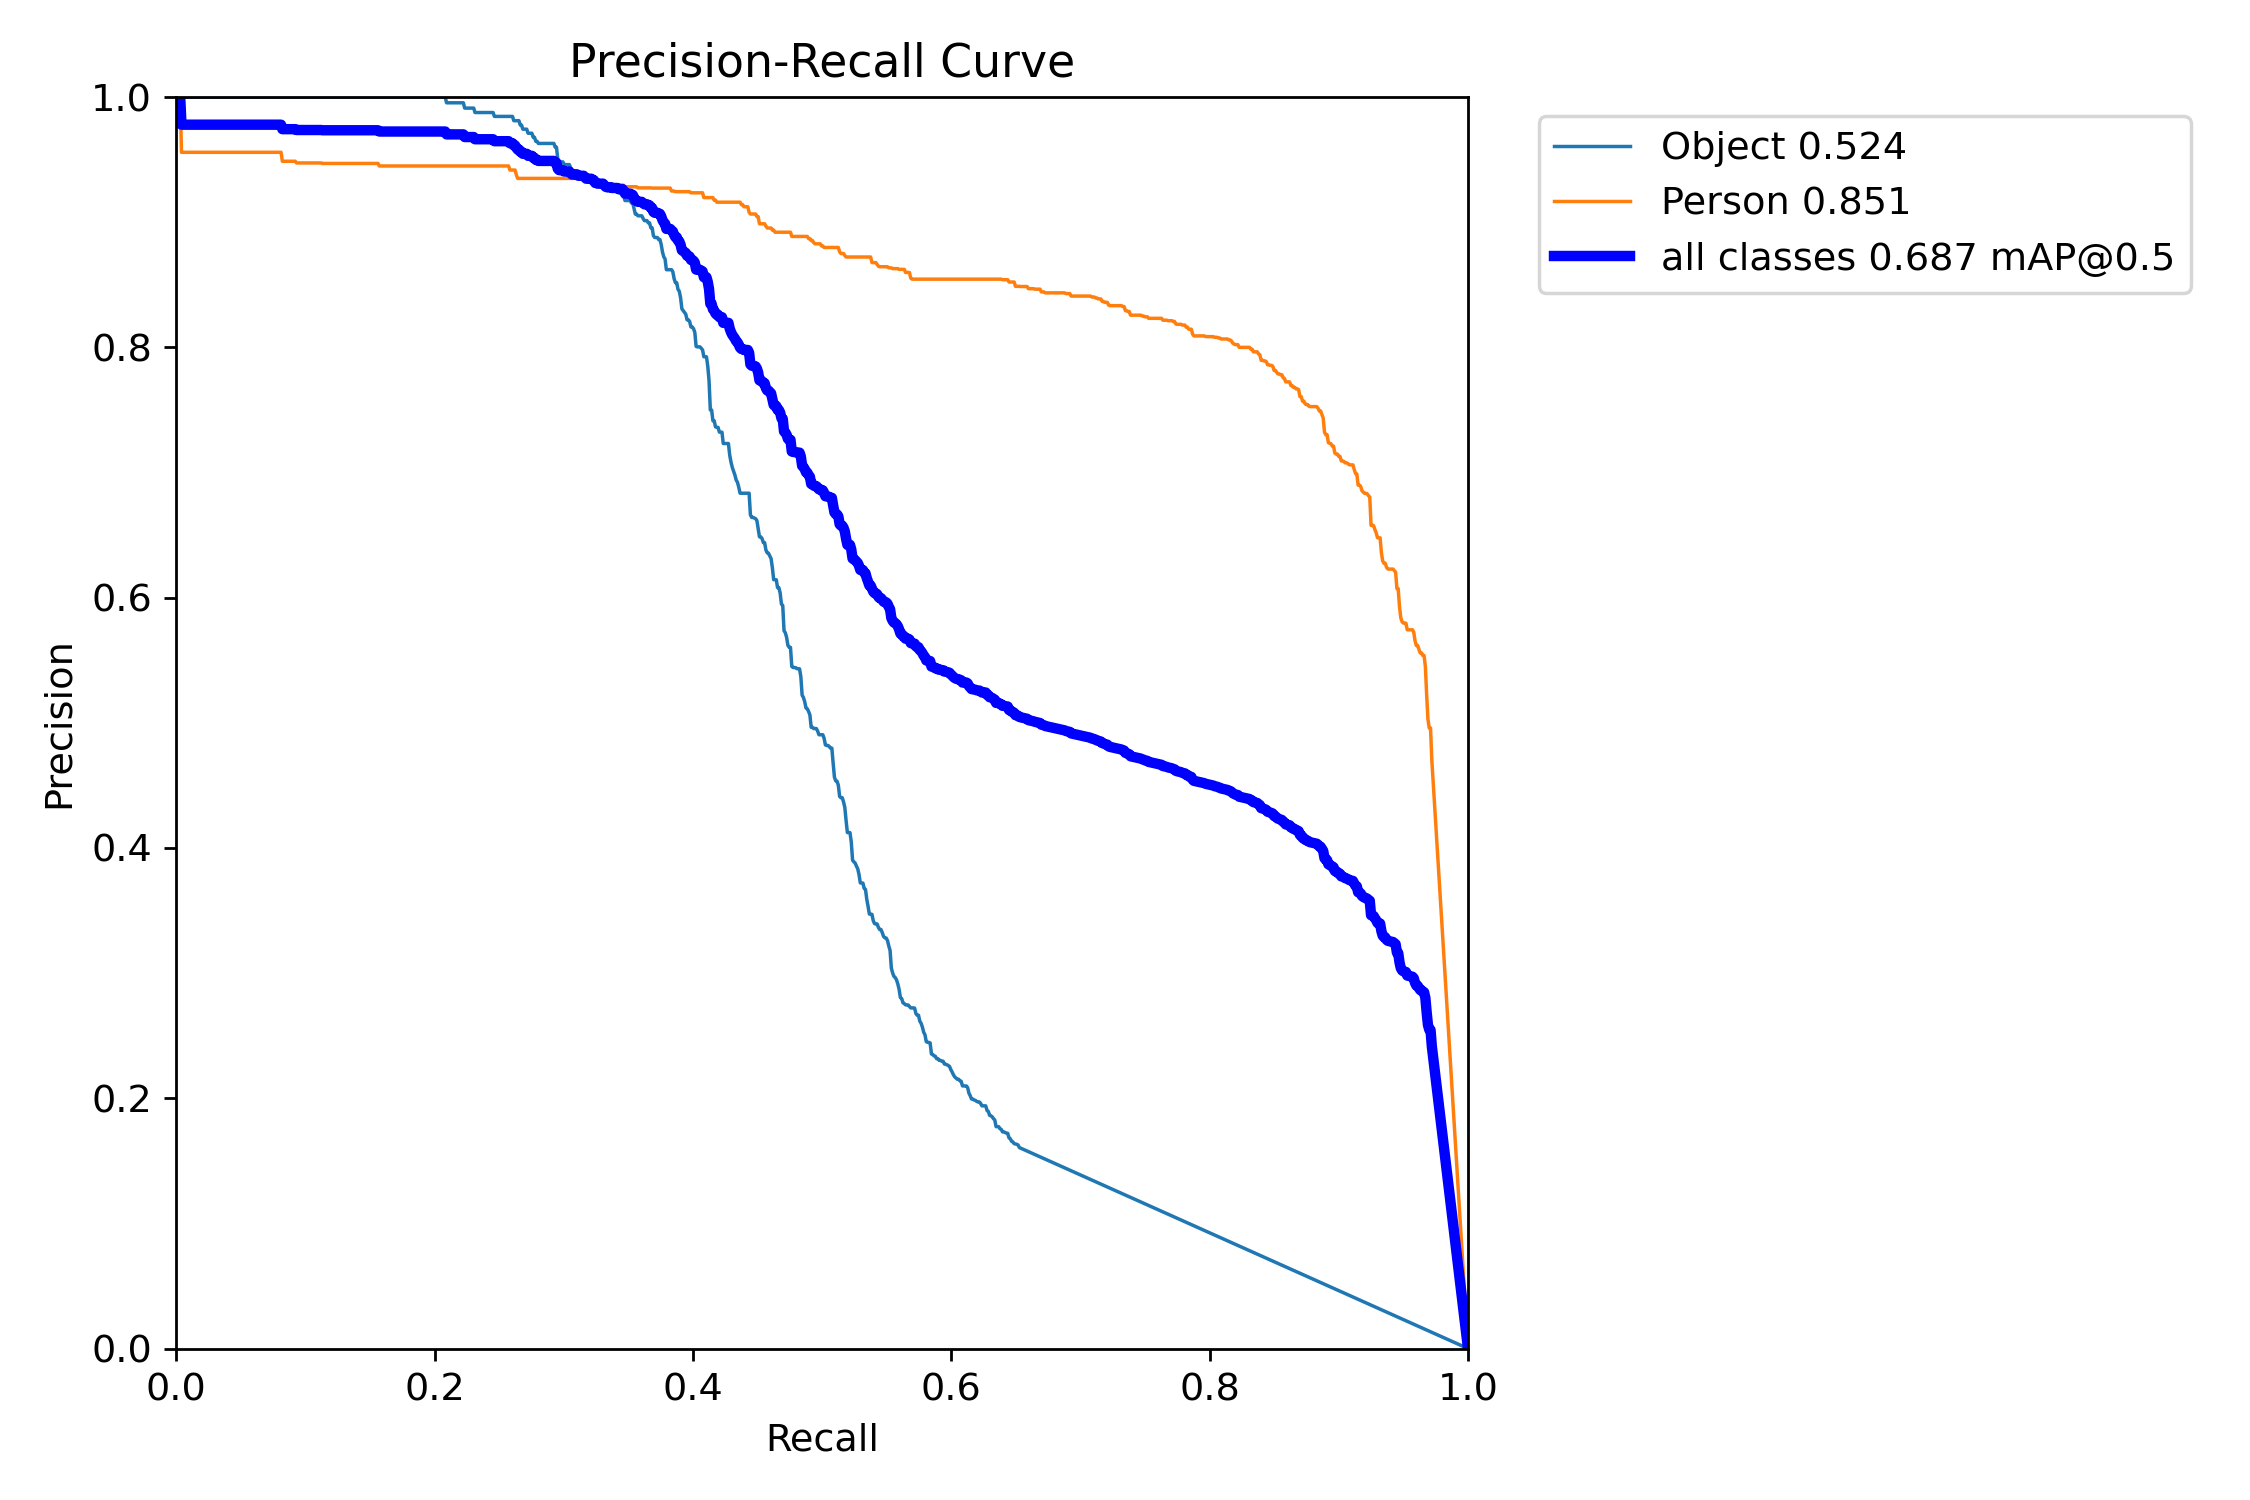 Precision-Recall Curve
1.0
0.8
0.6
0.4
0.2
0.0
Precision
0.0 0.2 0.4 0.6 0.8 1.0
Recall
Object 0.524
Person 0.851
all classes 0.687 mAP@0.5